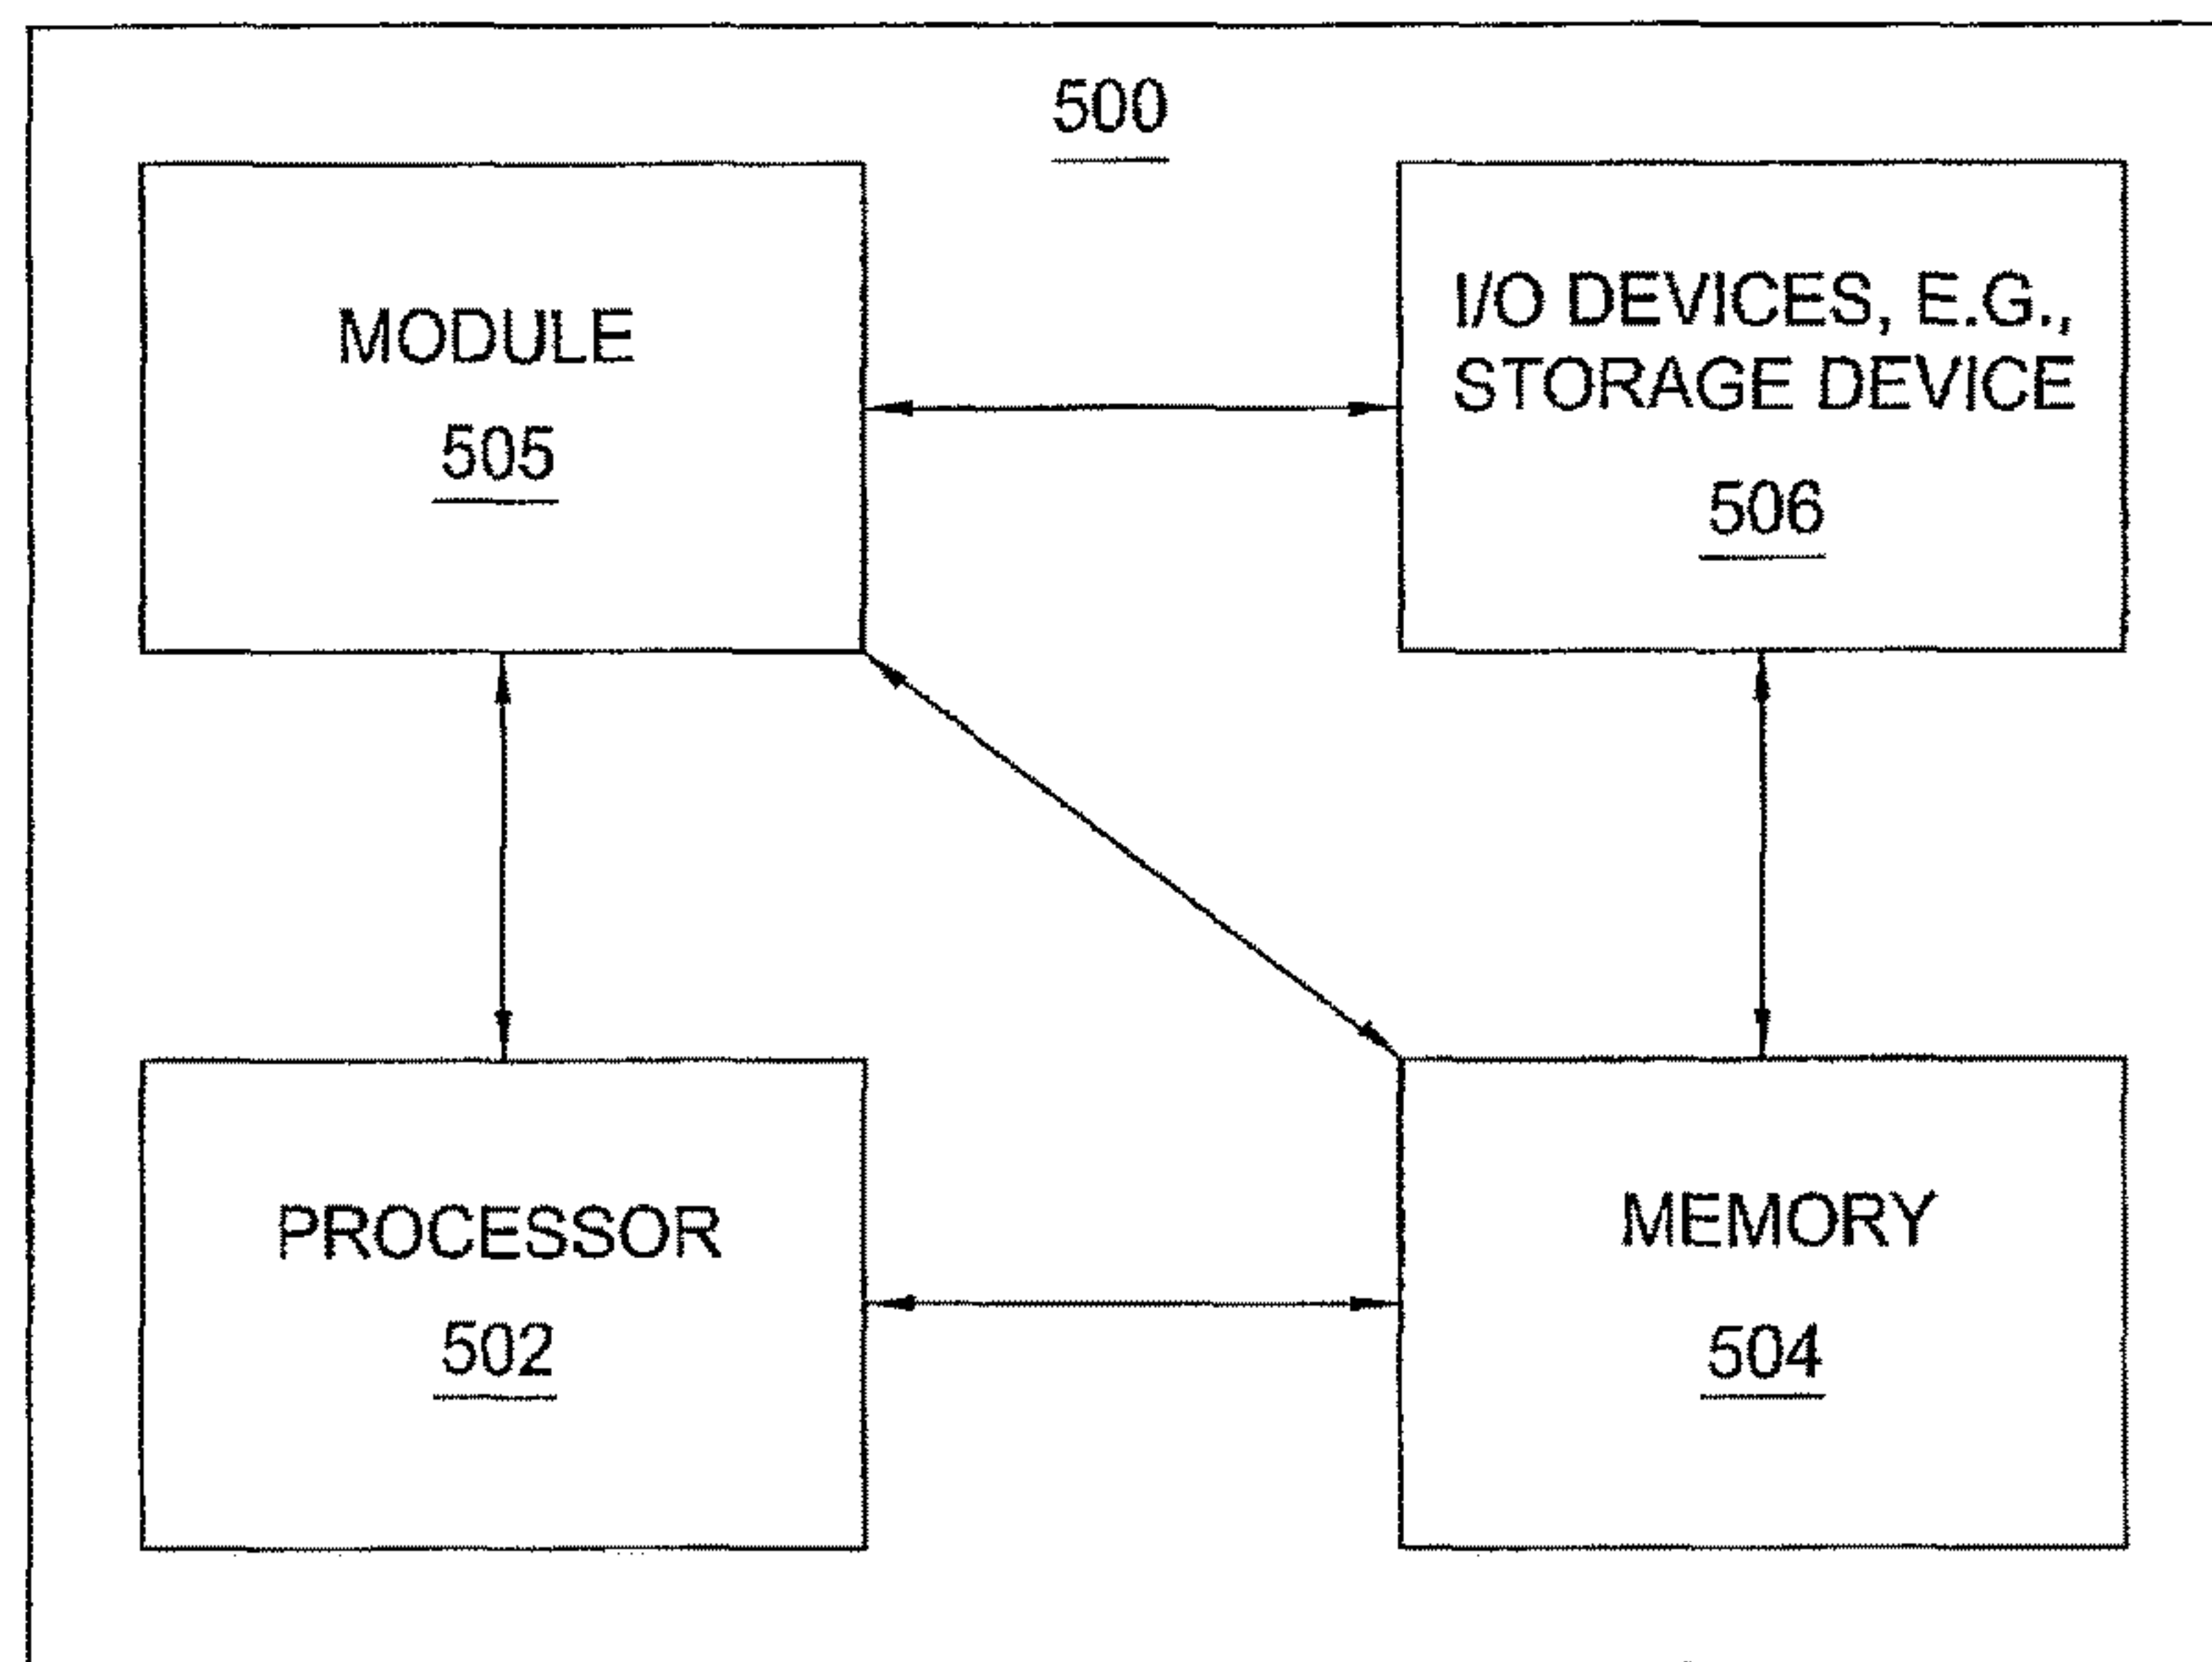 500
MODULE
505
I/O DEVICES, E.G.,
STORAGE DEVICE
506
PROCESSOR
502
MEMORY
504